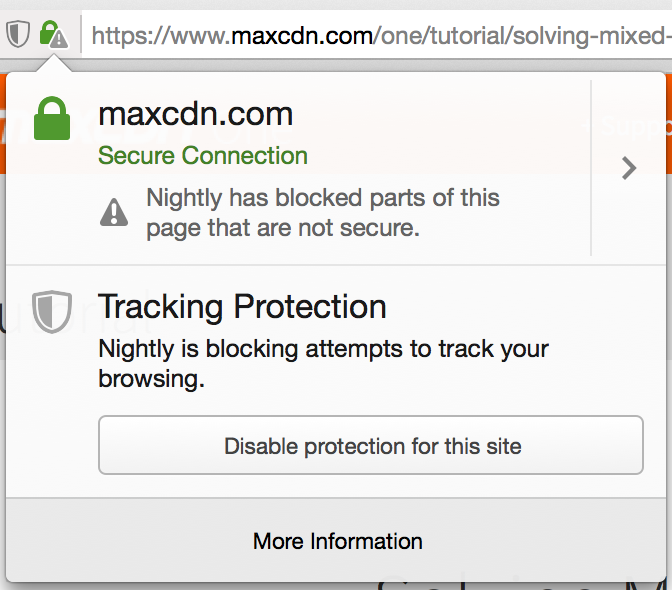 https://www.maxcdn.com/one/tutorial/solving-mixed-
maxcdn.com
Secure Connection
Nightly has blocked parts of this
page that are not secure.
Tracking Protection
Nightly is blocking attempts to track your
browsing.
Disable protection for this site
More Information